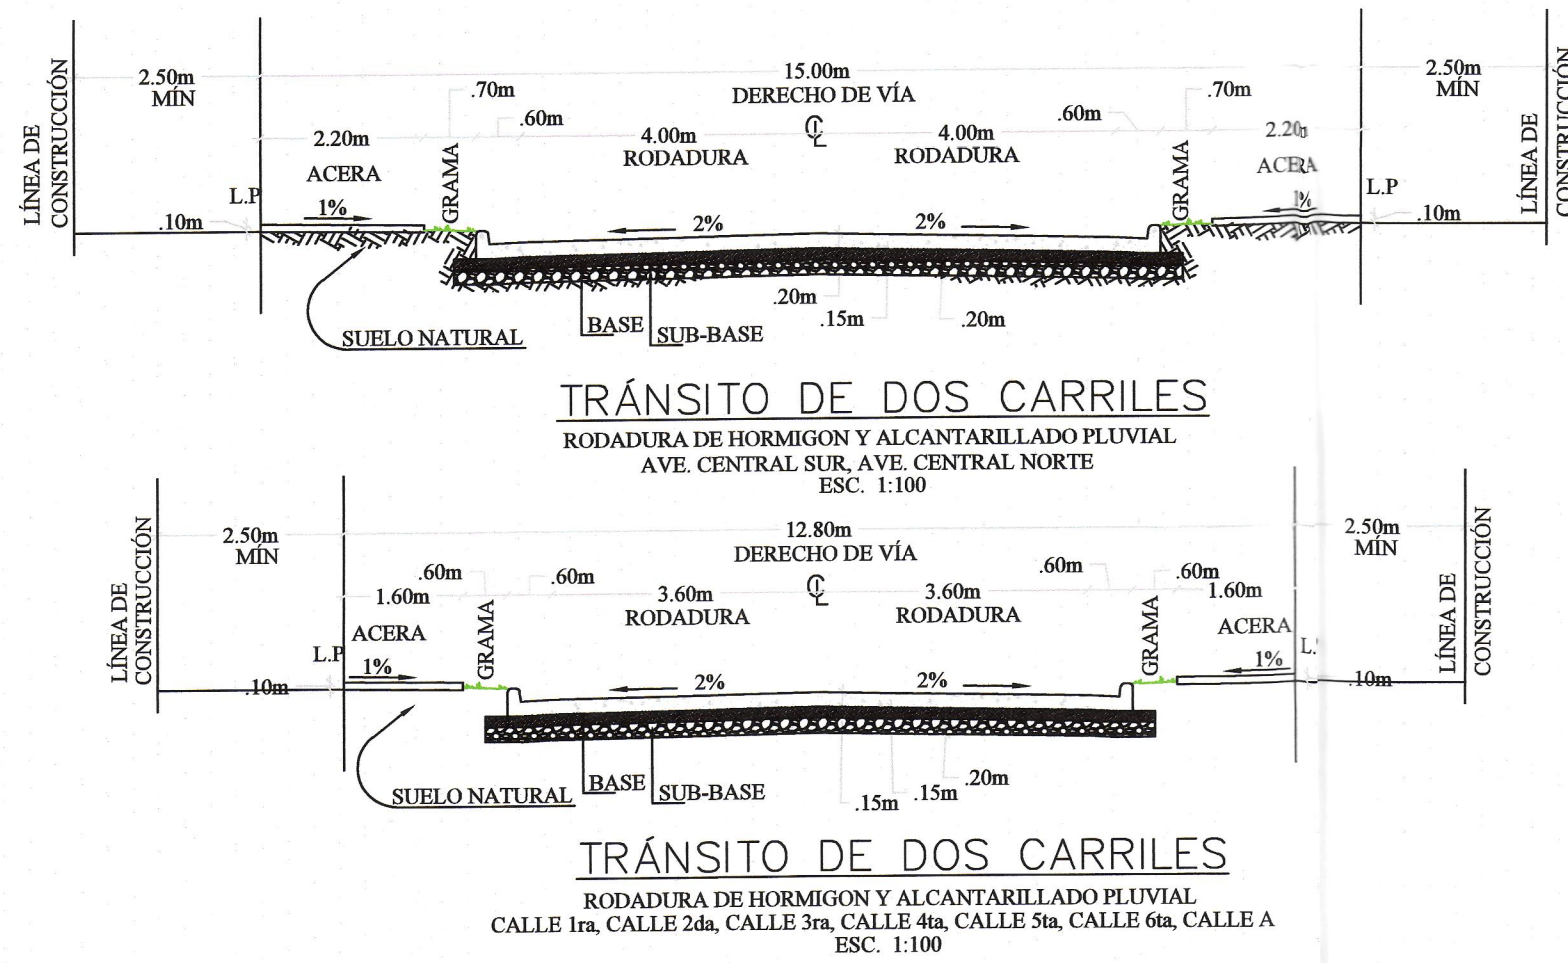 LÍNEA DE
CONSTRUCCIÓN
2.50m
MÍN
15.00m
DERECHO DE VÍA
2.50m
MÍN
LÍNEA DE
.70m
.60m
.60m
.70m
2.20m
ACERA
GRAMA
4.00m
RODADURA
CL
4.00m
RODADURA
GRAMA
ACERA
L.P
L.P
1%
1%
.10m
.10m
2%
2%
.20m
.15m
.20m
BASE
SUB-BASE
SUELO NATURAL
TRÁNSITO DE DOS CARRILES
RODADURA DE HORMIGON Y ALCANTARILLADO PLUVIAL
AVE. CENTRAL SUR, AVE. CENTRAL NORTE
ESC. 1:100
LÍNEA DE
CONSTRUCCIÓN
2.50m
MÍN
12.80m
DERECHO DE VÍA
2.50m
MÍN
LÍNEA DE
CONSTRUCCIÓN
.60m
.60m
.60m
.60m
1.60m
ACERA
GRAMA
3.60m
RODADURA
CL
3.60m
RODADURA
GRAMA
1.60m
ACERA
L.P
1%
1%
.10m
.10m
2%
2%
.15m
.15m
.20m
BASE
SUB-BASE
SUELO NATURAL
TRÁNSITO DE DOS CARRILES
RODADURA DE HORMIGON Y ALCANTARILLADO PLUVIAL
CALLE 1ra, CALLE 2da, CALLE 3ra, CALLE 4ta, CALLE 5ta, CALLE 6ta, CALLE A
ESC. 1:100